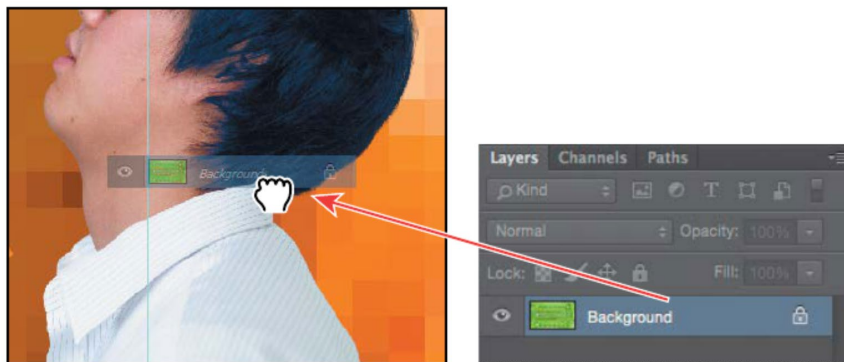 Background
Layers Channels Paths
Kind T
Normal Opacity: 100%
Lock: Fill: 100%
Background